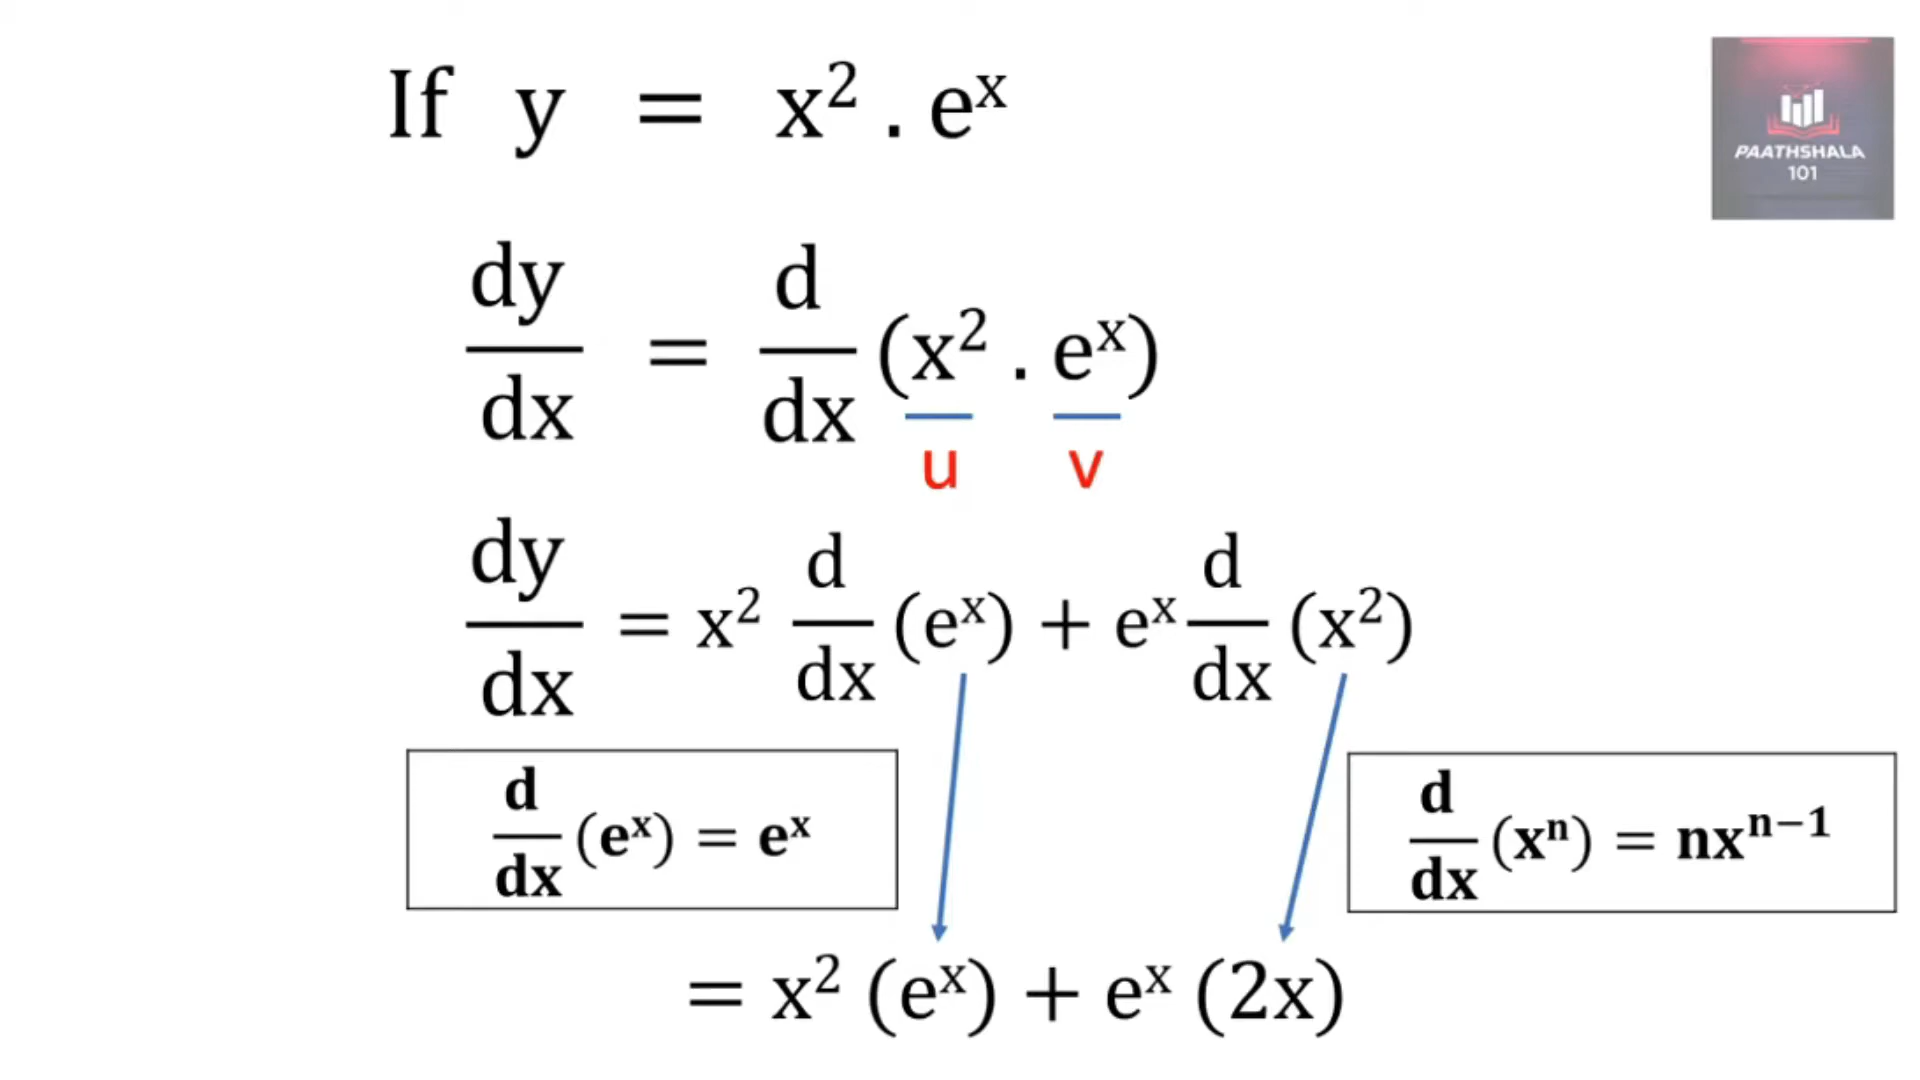 If y = x² . eˣ
PAATHSHALA
101
dy/dx = d/dx (x² . eˣ)
u v
dy/dx = x² d/dx (eˣ) + eˣ d/dx (x²)
d/dx (eˣ) = eˣ
d/dx (xⁿ) = nxⁿ⁻¹
= x² (eˣ) + eˣ (2x)